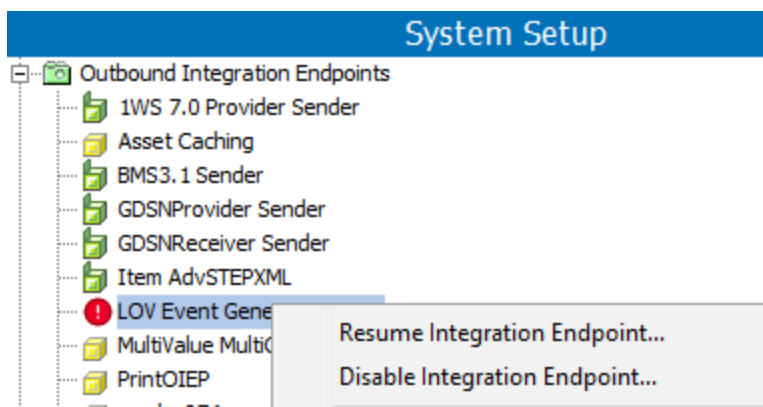 System Setup
Outbound Integration Endpoints
1WS 7.0 Provider Sender
Asset Caching
BMS3.1 Sender
GDSNProvider Sender
GDSNReceiver Sender
Item AdvSTEPXML
LOV Event Gene
Resume Integration Endpoint...
MultiValue Multi
Disable Integration Endpoint...
PrintOIEP